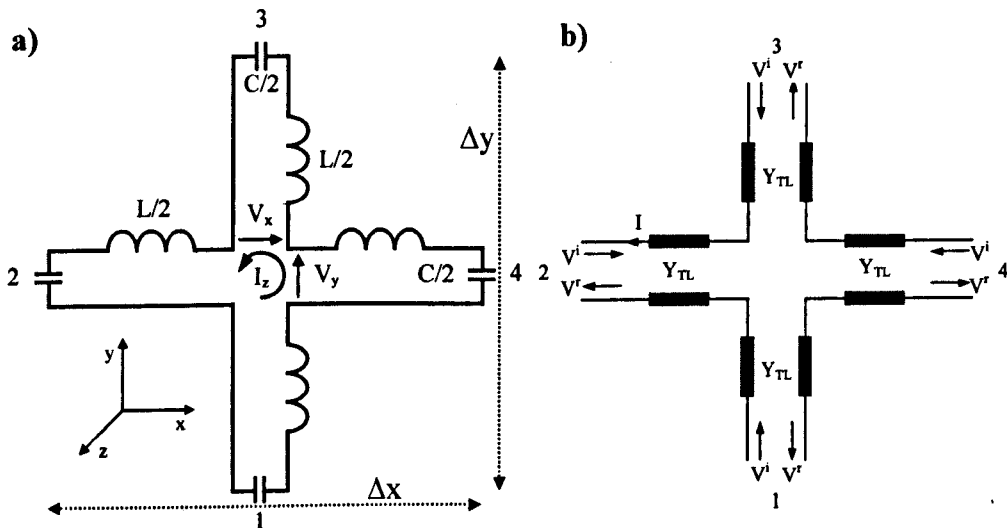 a)
3
C/2
L/2
Δy
L/2
Vx
2
Iz
Vy
C/2
4
y
x
z
1
Δx
b)
3
Vⁱ Vʳ
YTL
I
Vⁱ
2
Vʳ
YTL
YTL
Vⁱ
4
Vʳ
YTL
Vⁱ Vʳ
1